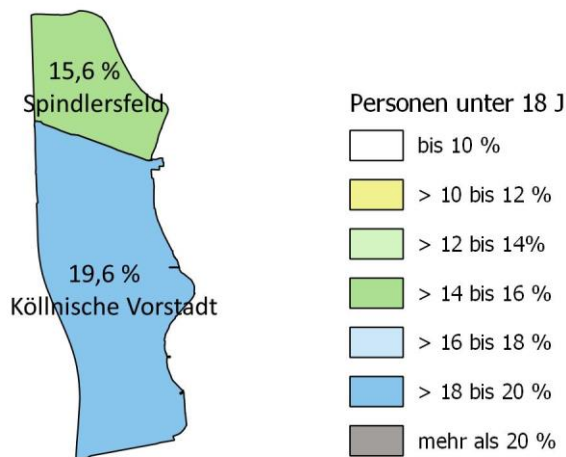 15,6 %
Spindlersfeld
19,6 %
Köllnische Vorstadt
Personen unter 18 J
bis 10 %
> 10 bis 12 %
> 12 bis 14%
> 14 bis 16 %
> 16 bis 18 %
> 18 bis 20 %
mehr als 20 %